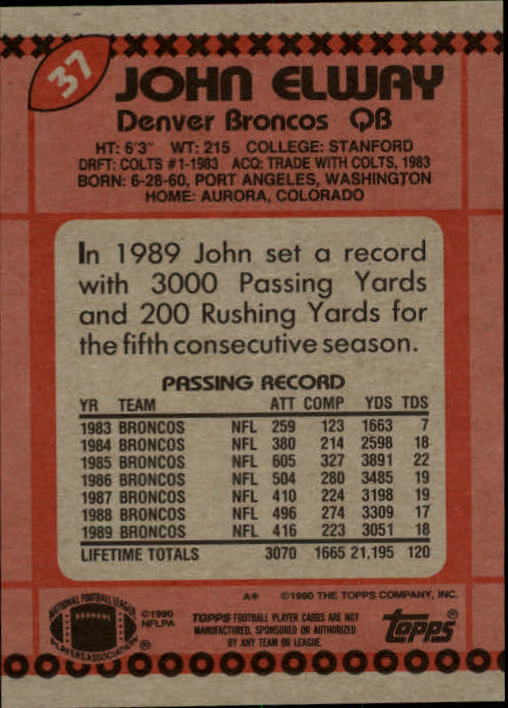 37
JOHN ELWAY
Denver Broncos QB
HT: 6'3" WT: 215 COLLEGE: STANFORD
DRFT: COLTS #1-1983 ACQ: TRADE WITH COLTS, 1983
BORN: 6-28-60, PORT ANGELES, WASHINGTON
HOME: AURORA, COLORADO
In 1989 John set a record
with 3000 Passing Yards
and 200 Rushing Yards for
the fifth consecutive season.
PASSING RECORD
YR TEAM ATT COMP YDS TDS
1983 BRONCOS NFL 259 123 1663 7
1984 BRONCOS NFL 380 214 2598 18
1985 BRONCOS NFL 605 327 3891 22
1986 BRONCOS NFL 504 280 3485 19
1987 BRONCOS NFL 410 224 3198 19
1988 BRONCOS NFL 496 274 3309 17
1989 BRONCOS NFL 416 223 3051 18
LIFETIME TOTALS 3070 1665 21,195 120
A* ©1990 THE TOPPS COMPANY, INC.
NATIONAL FOOTBALL LEAGUE
PLAYERS ASSOCIATION ®
©1990
NFLPA
TOPPS FOOTBALL PLAYER CARDS ARE NOT
MANUFACTURED, SPONSORED OR AUTHORIZED
BY ANY TEAM OR LEAGUE.
topps®